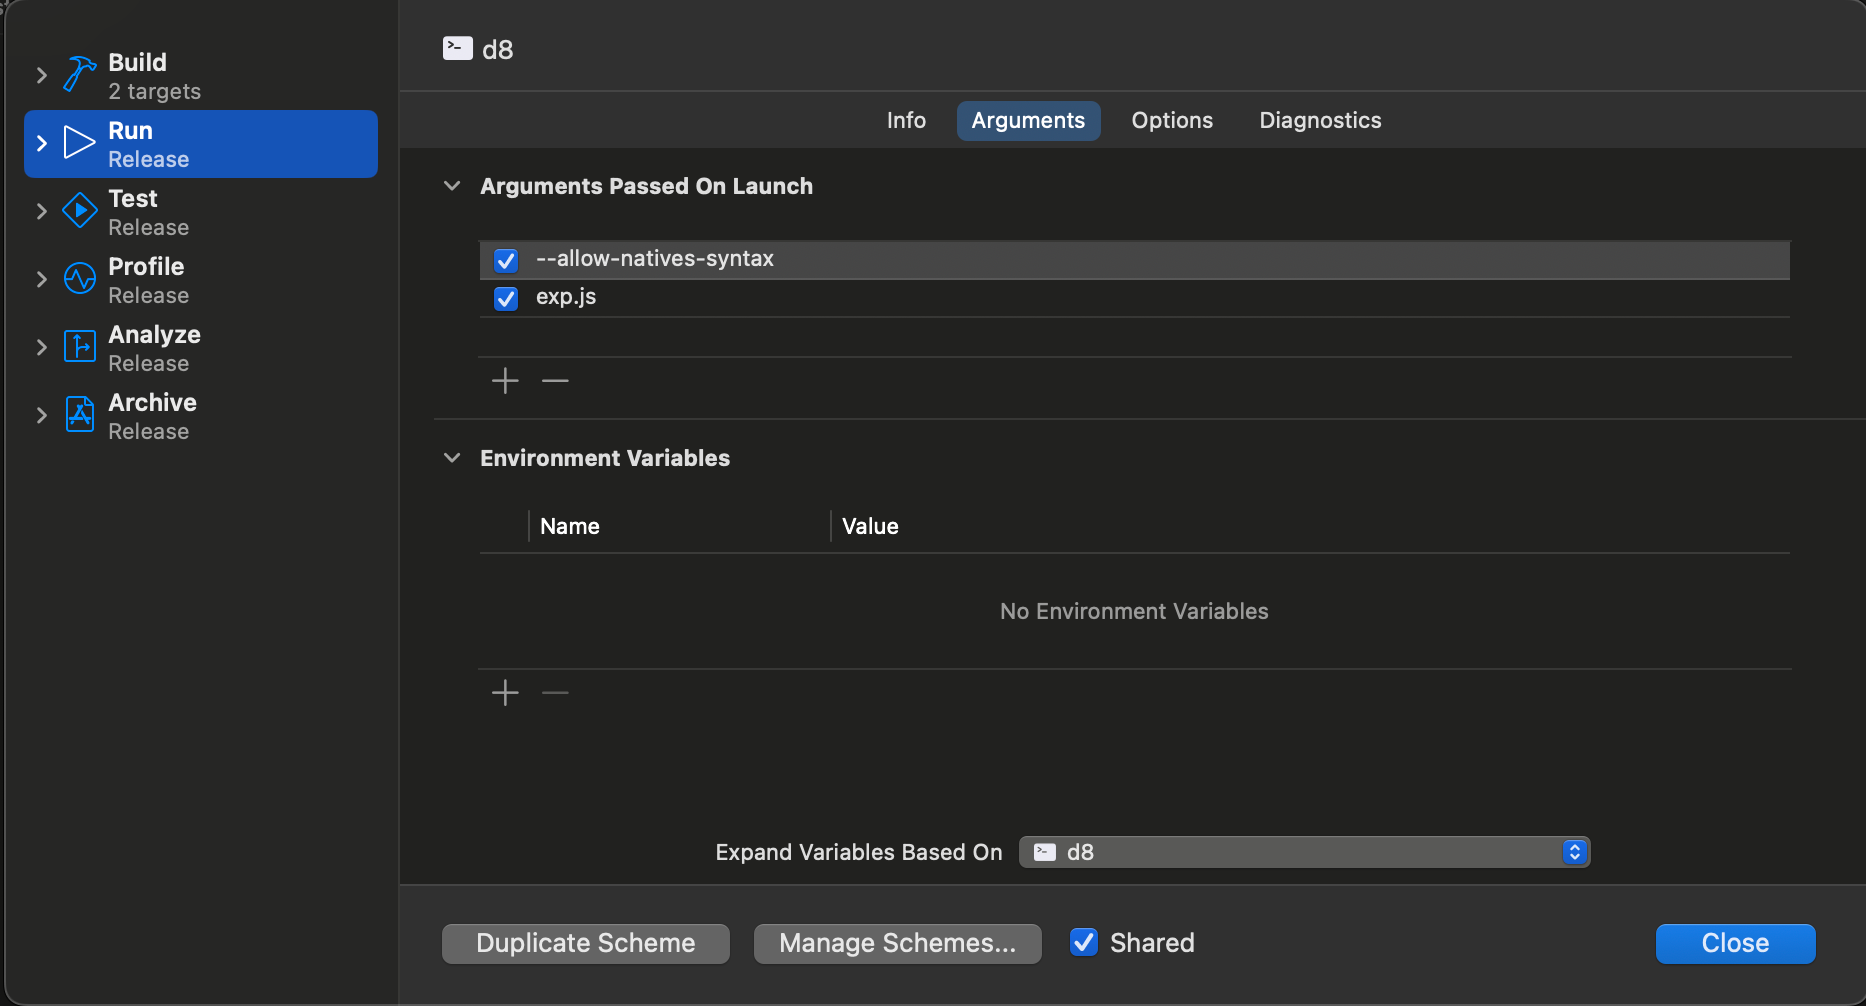 Build
2 targets
Run
Release
Test
Release
Profile
Release
Analyze
Release
Archive
Release
d8
Info Arguments Options Diagnostics
Arguments Passed On Launch
--allow-natives-syntax
exp.js
Environment Variables
Name Value
No Environment Variables
Expand Variables Based On d8
Duplicate Scheme Manage Schemes... Shared Close